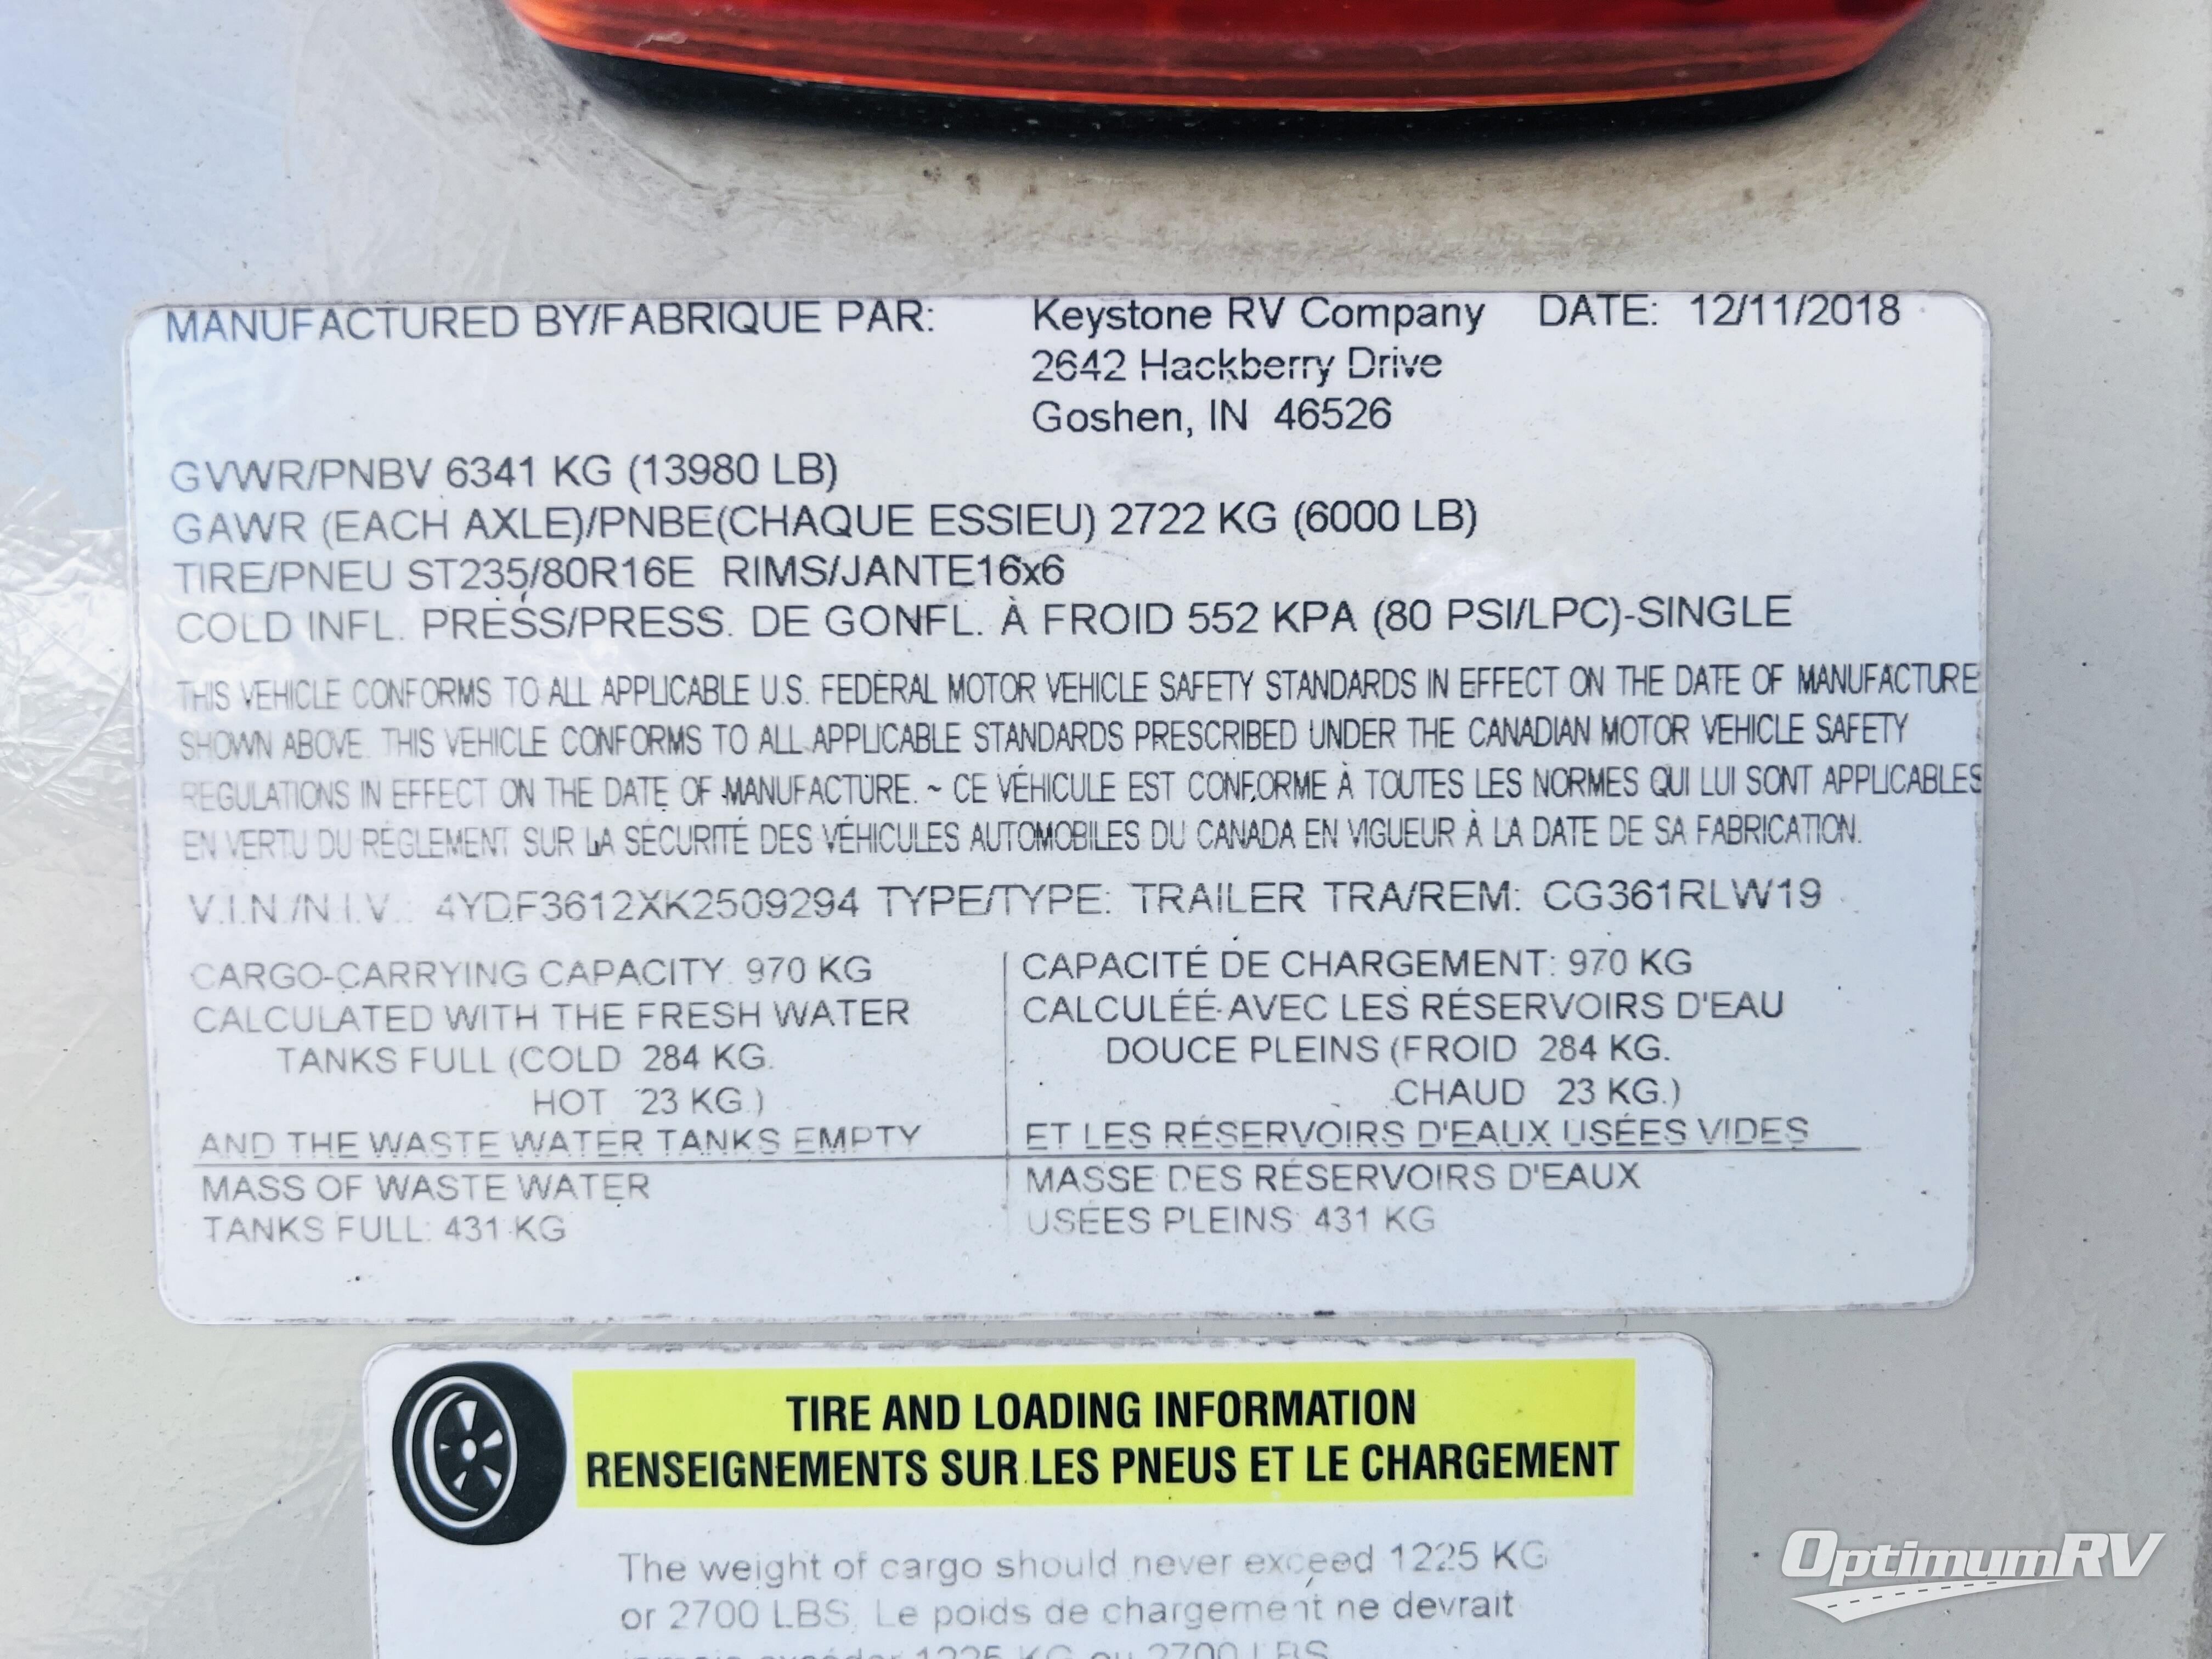 MANUFACTURED BY/FABRIQUE PAR: Keystone RV Company DATE: 12/11/2018
2642 Hackberry Drive
Goshen, IN 46526
GVWR/PNBV 6341 KG (13980 LB)
GAWR (EACH AXLE)/PNBE(CHAQUE ESSIEU) 2722 KG (6000 LB)
TIRE/PNEU ST235/80R16E RIMS/JANTE16x6
COLD INFL. PRESS/PRESS. DE GONFL. À FROID 552 KPA (80 PSI/LPC)-SINGLE
THIS VEHICLE CONFORMS TO ALL APPLICABLE U.S. FEDERAL MOTOR VEHICLE SAFETY STANDARDS IN EFFECT ON THE DATE OF MANUFACTURE
SHOWN ABOVE. THIS VEHICLE CONFORMS TO ALL APPLICABLE STANDARDS PRESCRIBED UNDER THE CANADIAN MOTOR VEHICLE SAFETY
REGULATIONS IN EFFECT ON THE DATE OF MANUFACTURE. ~ CE VÉHICULE EST CONFORME À TOUTES LES NORMES QUI LUI SONT APPLICABLES
EN VERTU DU RÉGLEMENT SUR LA SÉCURITÉ DES VÉHICULES AUTOMOBILES DU CANADA EN VIGUEUR À LA DATE DE SA FABRICATION.
V.I.N./N.I.V.: 4YDF3612XK2509294 TYPE/TYPE: TRAILER TRA/REM: CG361RLW19
CARGO-CARRYING CAPACITY: 970 KG
CALCULATED WITH THE FRESH WATER
TANKS FULL (COLD 284 KG.
HOT 23 KG.)
AND THE WASTE WATER TANKS EMPTY
MASS OF WASTE WATER
TANKS FULL: 431 KG
CAPACITÉ DE CHARGEMENT: 970 KG
CALCULÉÉ AVEC LES RÉSERVOIRS D'EAU
DOUCE PLEINS (FROID 284 KG.
CHAUD 23 KG.)
ET LES RÉSERVOIRS D'EAUX USÉES VIDES
MASSE DES RÉSERVOIRS D'EAUX
USÉES PLEINS: 431 KG
TIRE AND LOADING INFORMATION
RENSEIGNEMENTS SUR LES PNEUS ET LE CHARGEMENT
The weight of cargo should never exceed 1225 KG
or 2700 LBS. Le poids de chargement ne devrait
jamais exceder 1225 KG ou 2700 LBS
OptimumRV